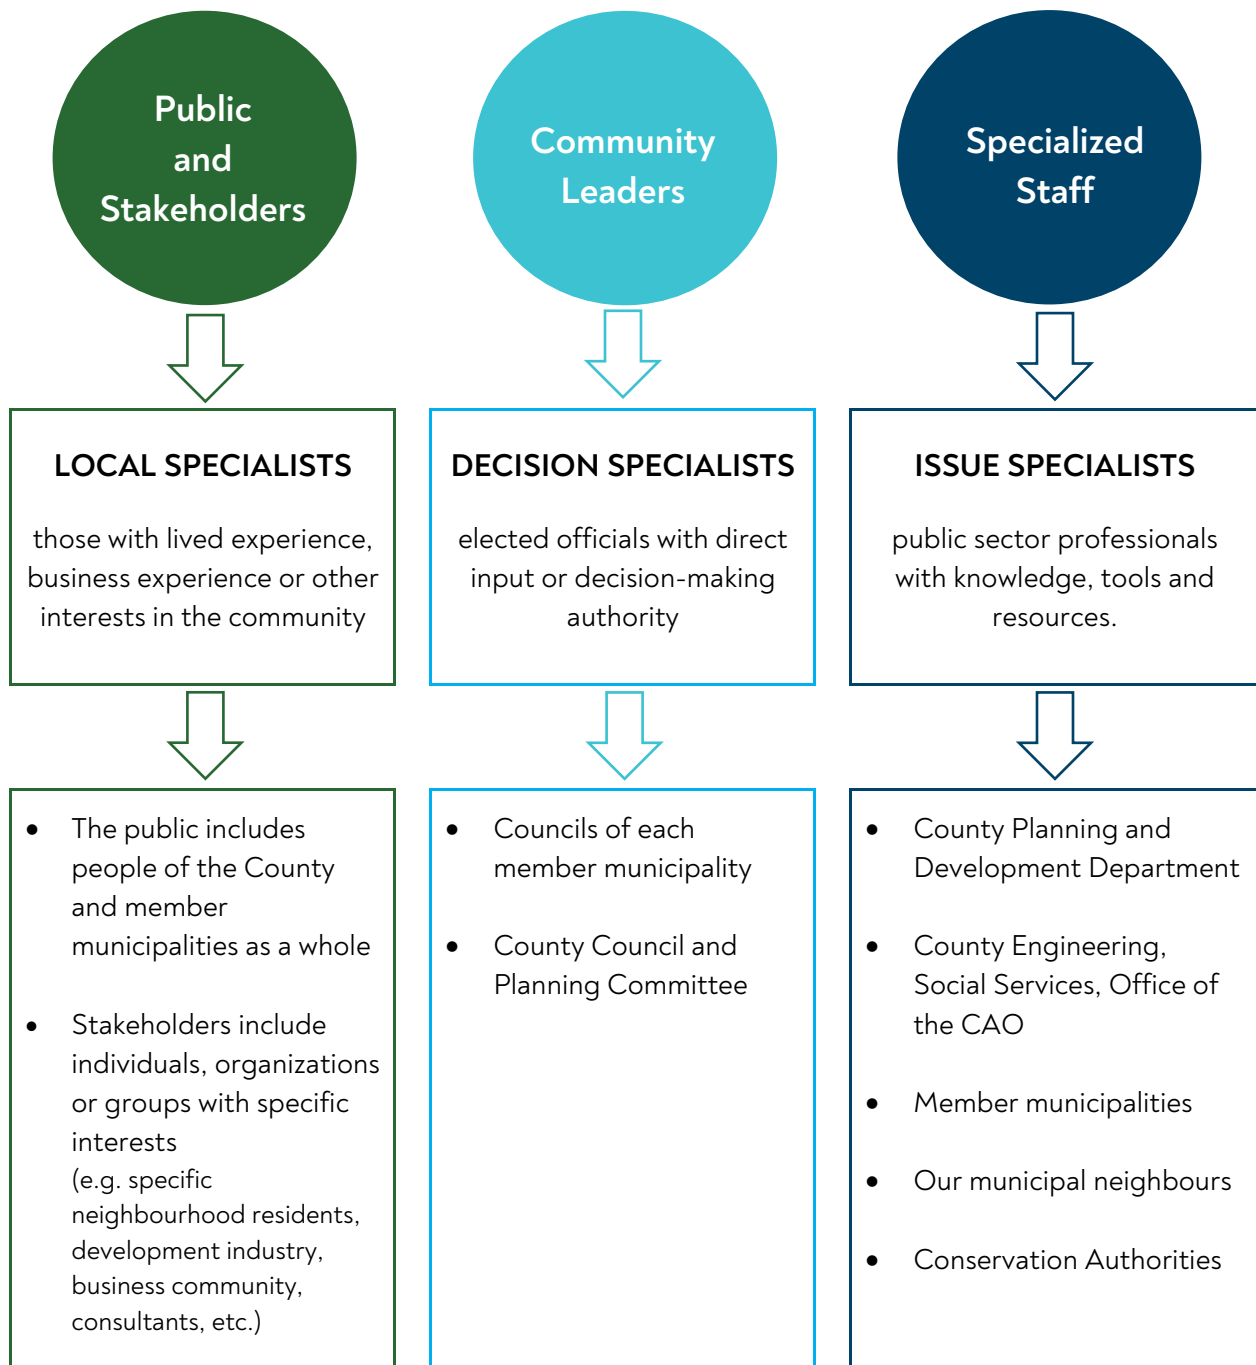 Public
and
Stakeholders
Community
Leaders
Specialized
Staff
LOCAL SPECIALISTS
those with lived experience,
business experience or other
interests in the community
DECISION SPECIALISTS
elected officials with direct
input or decision-making
authority
ISSUE SPECIALISTS
public sector professionals
with knowledge, tools and
resources.
• The public includes
people of the County
and member
municipalities as a whole
• Stakeholders include
individuals, organizations
or groups with specific
interests
(e.g. specific
neighbourhood residents,
development industry,
business community,
consultants, etc.)
• Councils of each
member municipality
• County Council and
Planning Committee
• County Planning and
Development Department
• County Engineering,
Social Services, Office of
the CAO
• Member municipalities
• Our municipal neighbours
• Conservation Authorities